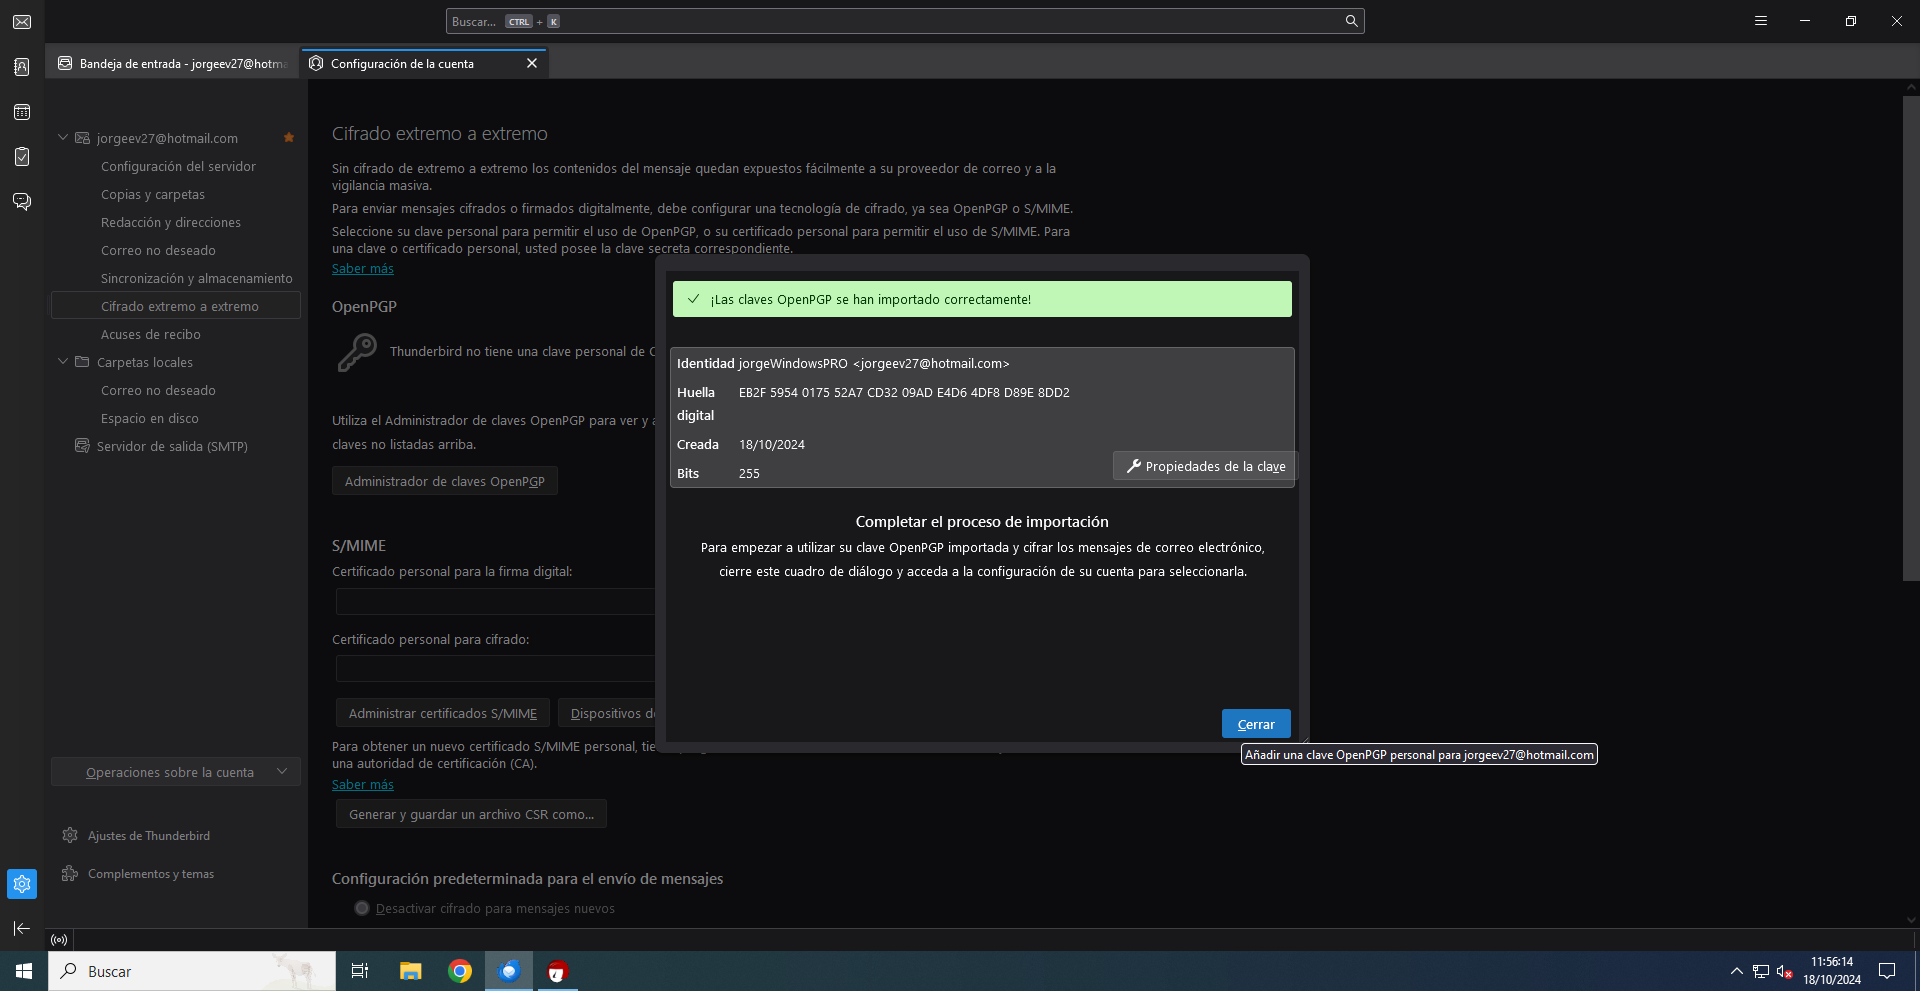 Buscar... CTRL + K
Bandeja de entrada - jorgeev27@hotma
Configuración de la cuenta
jorgeev27@hotmail.com
Configuración del servidor
Copias y carpetas
Redacción y direcciones
Correo no deseado
Sincronización y almacenamiento
Cifrado extremo a extremo
Acuses de recibo
Carpetas locales
Correo no deseado
Espacio en disco
Servidor de salida (SMTP)
Operaciones sobre la cuenta
Ajustes de Thunderbird
Complementos y temas
Cifrado extremo a extremo
Sin cifrado de extremo a extremo los contenidos del mensaje quedan expuestos fácilmente a su proveedor de correo y a la
vigilancia masiva.
Para enviar mensajes cifrados o firmados digitalmente, debe configurar una tecnología de cifrado, ya sea OpenPGP o S/MIME.
Seleccione su clave personal para permitir el uso de OpenPGP, o su certificado personal para permitir el uso de S/MIME. Para
una clave o certificado personal, usted posee la clave secreta correspondiente.
Saber más
OpenPGP
Thunderbird no tiene una clave personal de
Utiliza el Administrador de claves OpenPGP para ver y
claves no listadas arriba.
Administrador de claves OpenPGP
S/MIME
Certificado personal para la firma digital:
Certificado personal para cifrado:
Administrar certificados S/MIME
Dispositivos d
Para obtener un nuevo certificado S/MIME personal, tie
una autoridad de certificación (CA).
Saber más
Generar y guardar un archivo CSR como...
Configuración predeterminada para el envío de mensajes
Desactivar cifrado para mensajes nuevos
¡Las claves OpenPGP se han importado correctamente!
Identidad jorgeWindowsPRO <jorgeev27@hotmail.com>
Huella digital EB2F 5954 0175 52A7 CD32 09AD E4D6 4DF8 D89E 8DD2
Creada 18/10/2024
Bits 255
Propiedades de la clave
Completar el proceso de importación
Para empezar a utilizar su clave OpenPGP importada y cifrar los mensajes de correo electrónico,
cierre este cuadro de diálogo y acceda a la configuración de su cuenta para seleccionarla.
Cerrar
Añadir una clave OpenPGP personal para jorgeev27@hotmail.com
Buscar
11:56:14
18/10/2024